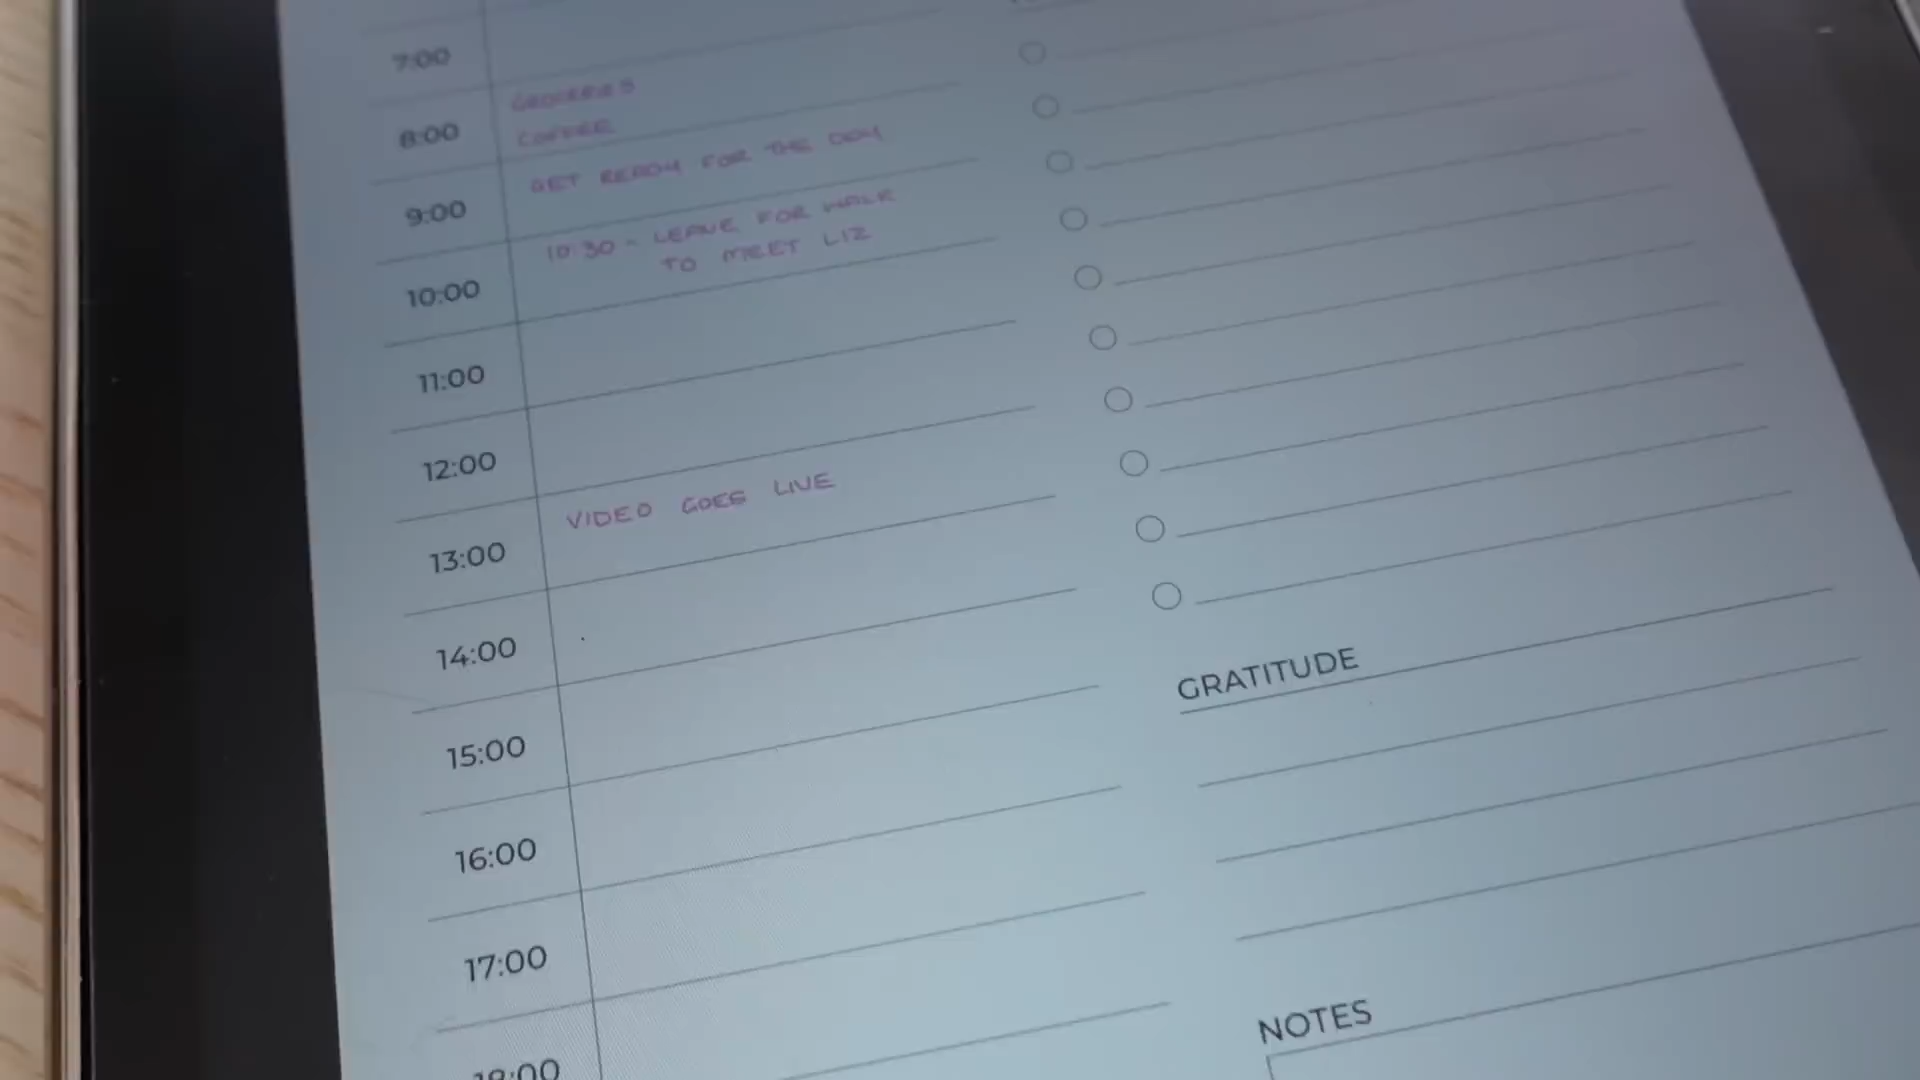 7:00
8:00
GROCERIES
COFFEE
9:00
GET READY FOR THE DAY
10:00
10:30 - LEAVE FOR WALK
TO MEET LIZ
11:00
12:00
13:00
VIDEO GOES LIVE
14:00
15:00
16:00
17:00
18:00
GRATITUDE
NOTES